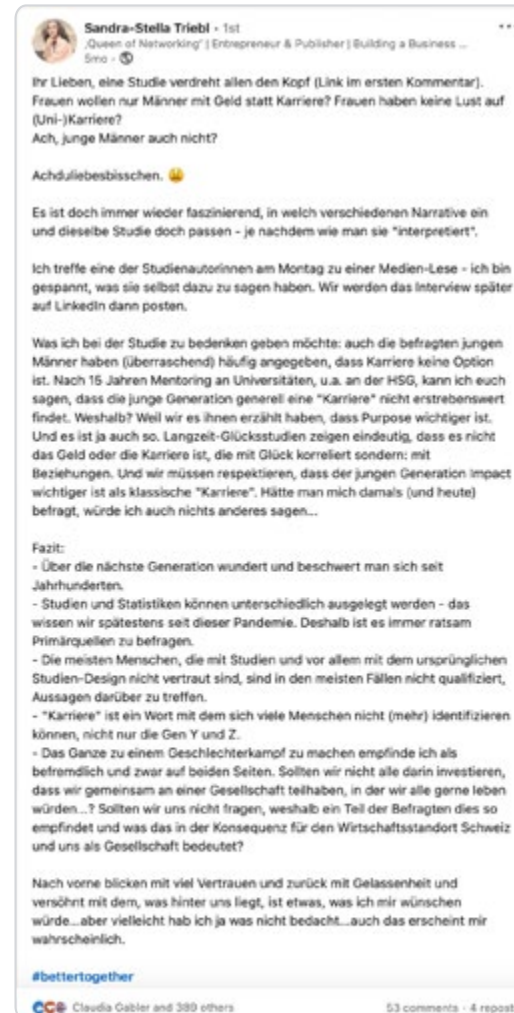 Sandra-Stella Triebl • 1st
„Queen of Networking" | Entrepreneur & Publisher | Building a Business ...
5mo •
Ihr Lieben, eine Studie verdreht allen den Kopf (Link im ersten Kommentar).
Frauen wollen nur Männer mit Geld statt Karriere? Frauen haben keine Lust auf
(Uni-)Karriere?
Ach, junge Männer auch nicht?
Achduliebesbisschen. 😫
Es ist doch immer wieder faszinierend, in welch verschiedenen Narrative ein
und dieselbe Studie doch passen - je nachdem wie man sie "interpretiert".
Ich treffe eine der Studienautorinnen am Montag zu einer Medien-Lese - ich bin
gespannt, was sie selbst dazu zu sagen haben. Wir werden das Interview später
auf LinkedIn dann posten.
Was ich bei der Studie zu bedenken geben möchte: auch die befragten jungen
Männer haben (überraschend) häufig angegeben, dass Karriere keine Option
ist. Nach 15 Jahren Mentoring an Universitäten, u.a. an der HSG, kann ich euch
sagen, dass die junge Generation generell eine "Karriere" nicht erstrebenswert
findet. Weshalb? Weil wir es ihnen erzählt haben, dass Purpose wichtiger ist.
Und es ist ja auch so. Langzeit-Glücksstudien zeigen eindeutig, dass es nicht
das Geld oder die Karriere ist, die mit Glück korreliert sondern: mit
Beziehungen. Und wir müssen respektieren, dass der jungen Generation Impact
wichtiger ist als klassische "Karriere". Hätte man mich damals (und heute)
befragt, würde ich auch nichts anderes sagen...
Fazit:
- Über die nächste Generation wundert und beschwert man sich seit
Jahrhunderten.
- Studien und Statistiken können unterschiedlich ausgelegt werden - das
wissen wir spätestens seit dieser Pandemie. Deshalb ist es immer ratsam
Primärquellen zu befragen.
- Die meisten Menschen, die mit Studien und vor allem mit dem ursprünglichen
Studien-Design nicht vertraut sind, sind in den meisten Fällen nicht qualifiziert,
Aussagen darüber zu treffen.
- "Karriere" ist ein Wort mit dem sich viele Menschen nicht (mehr) identifizieren
können, nicht nur die Gen Y und Z.
- Das Ganze zu einem Geschlechterkampf zu machen empfinde ich als
befremdlich und zwar auf beiden Seiten. Sollten wir nicht alle darin investieren,
dass wir gemeinsam an einer Gesellschaft teilhaben, in der wir alle gerne leben
würden...? Sollten wir uns nicht fragen, weshalb ein Teil der Befragten dies so
empfindet und was das in der Konsequenz für den Wirtschaftsstandort Schweiz
und uns als Gesellschaft bedeutet?
Nach vorne blicken mit viel Vertrauen und zurück mit Gelassenheit und
versöhnt mit dem, was hinter uns liegt, ist etwas, was ich mir wünschen
würde...aber vielleicht hab ich ja was nicht bedacht...auch das erscheint mir
wahrscheinlich.
#bettertogether
Claudia Gabler and 389 others
53 comments • 4 repost